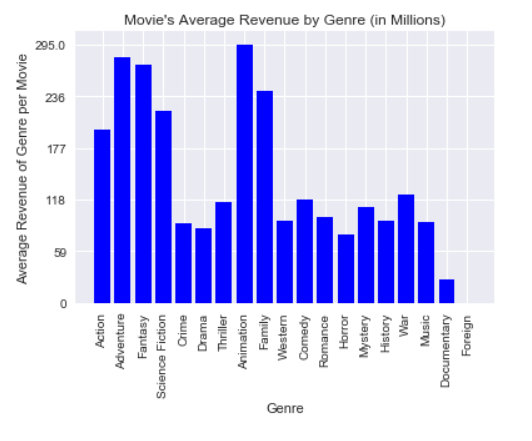 Movie's Average Revenue by Genre (in Millions)
Average Revenue of Genre per Movie
295.0
236
177
118
59
0
Action
Adventure
Fantasy
Science Fiction
Crime
Drama
Thriller
Animation
Family
Western
Comedy
Romance
Horror
Mystery
History
War
Music
Documentary
Foreign
Genre